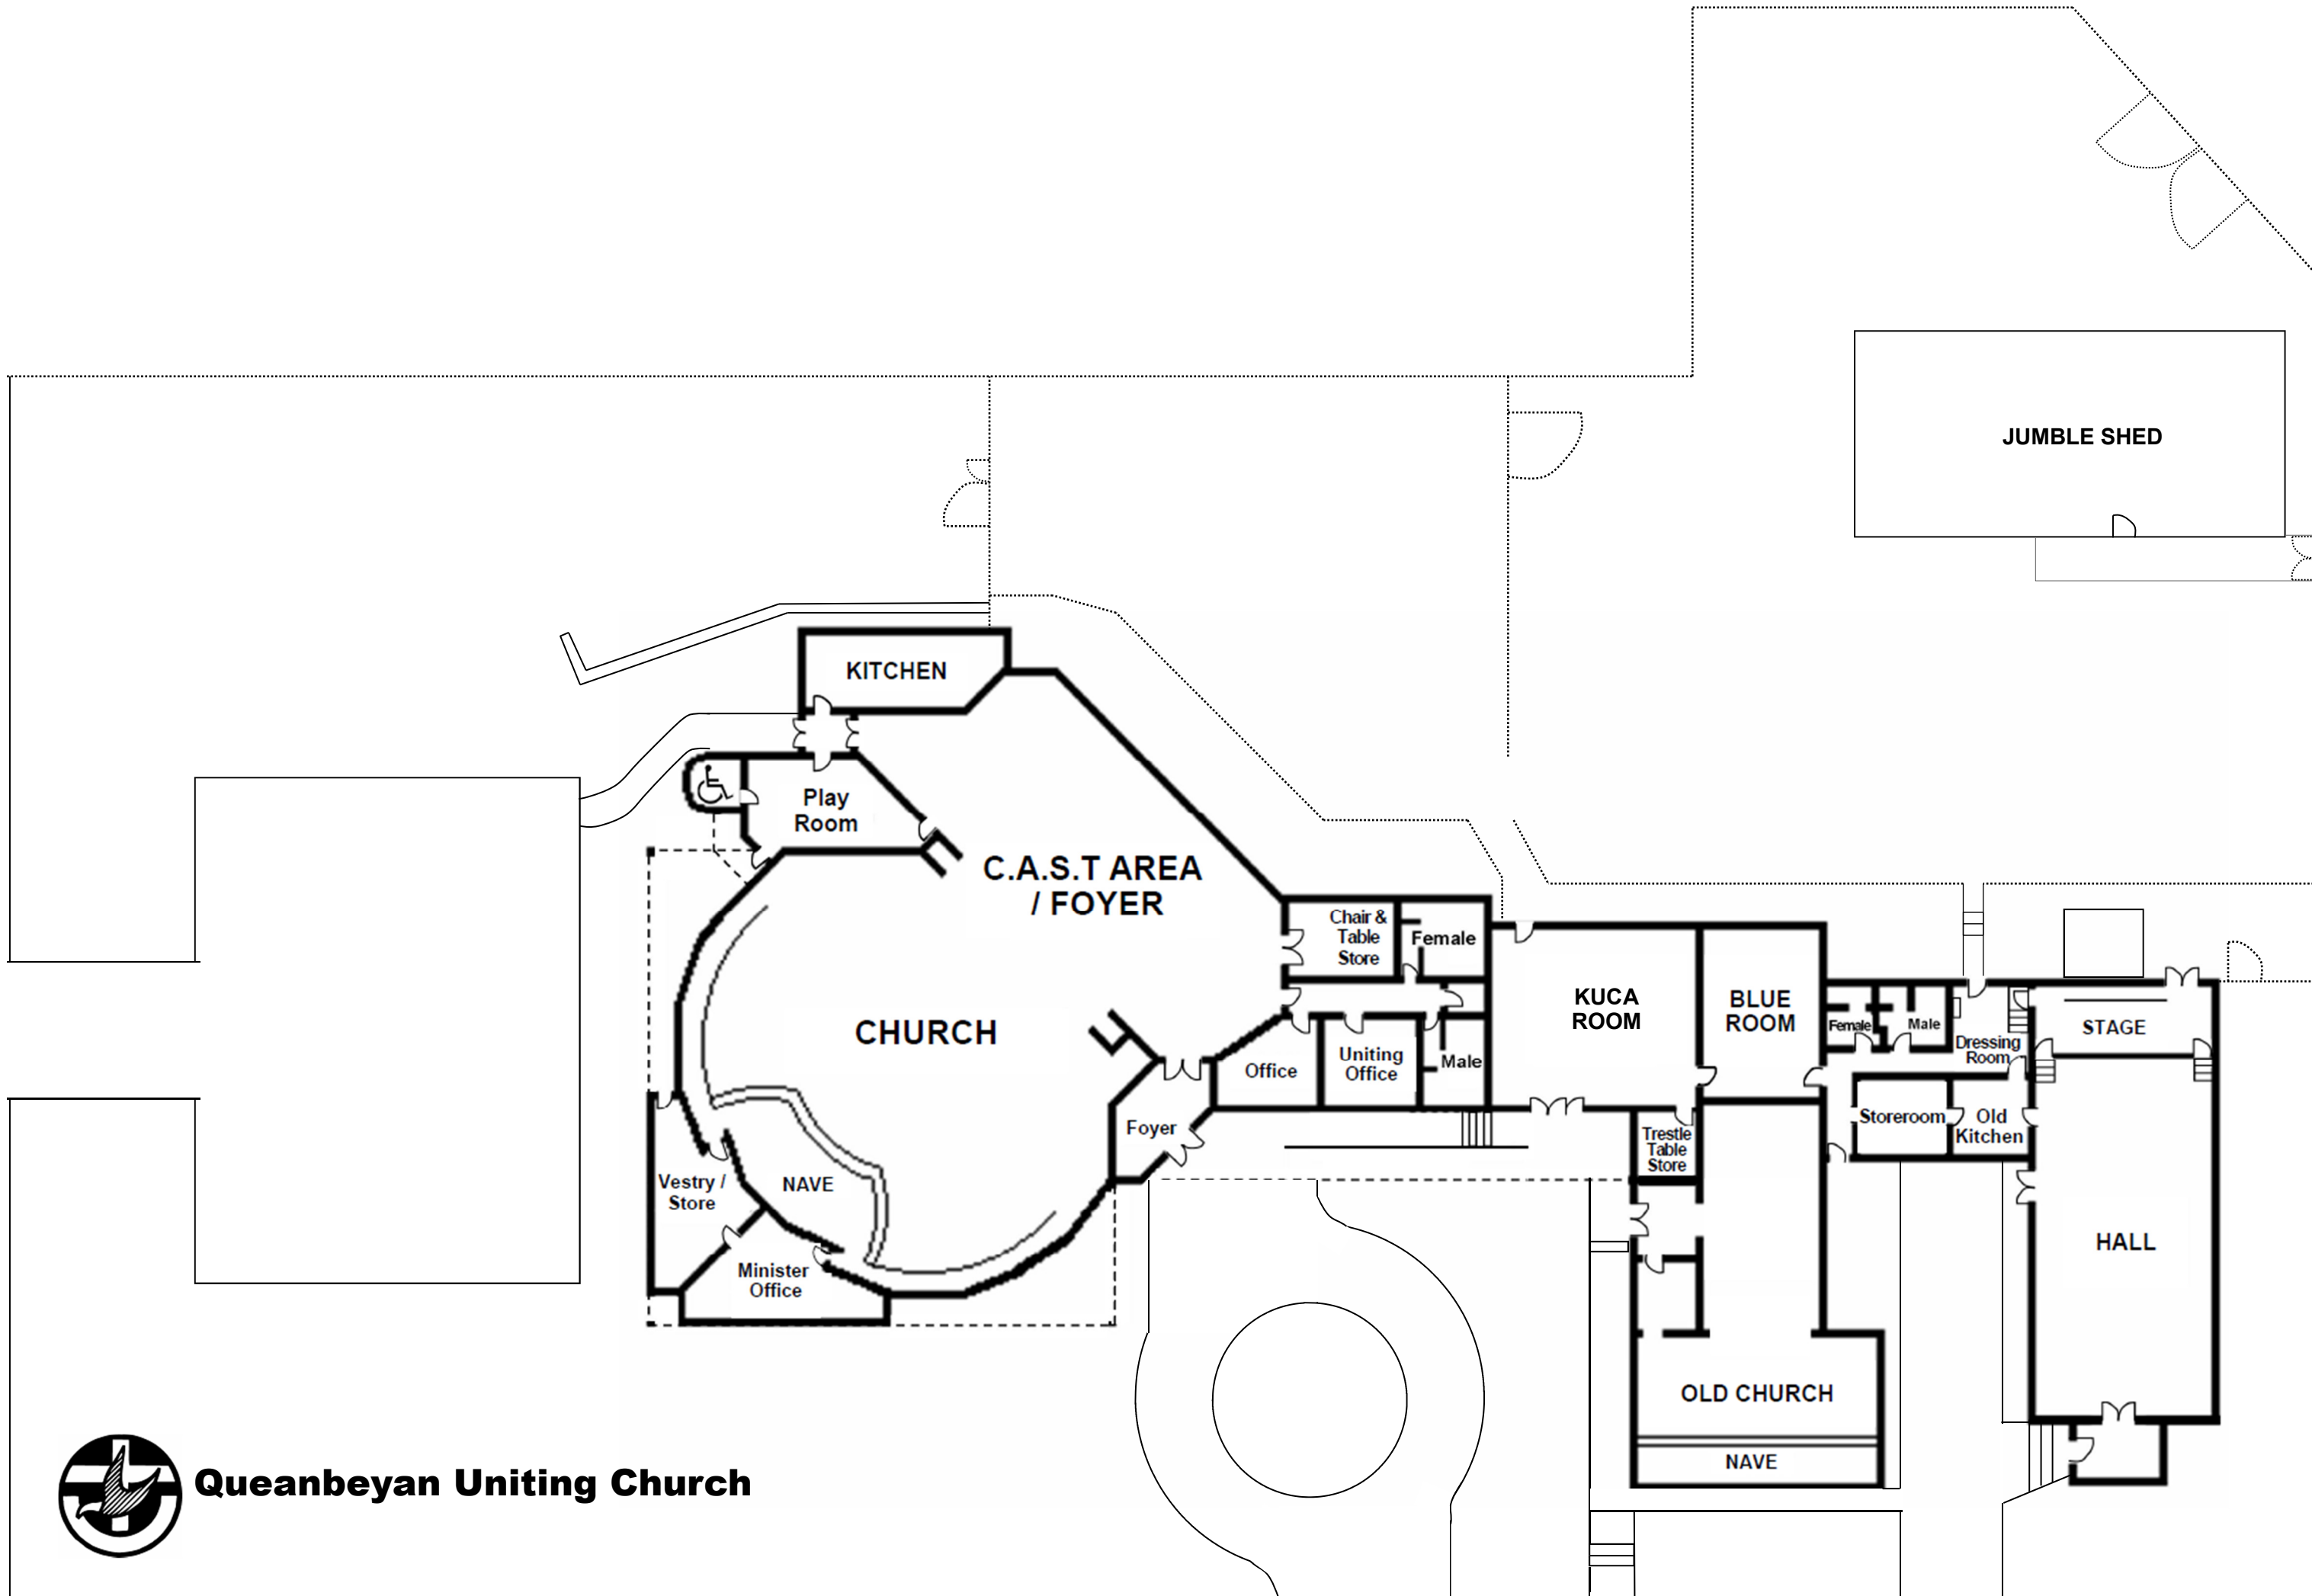 JUMBLE SHED
KITCHEN
Play
Room
C.A.S.T AREA
/ FOYER
Chair &
Table
Store
Female
CHURCH
KUCA
ROOM
BLUE
ROOM
Female
Male
Dressing
Room
STAGE
Office
Uniting
Office
Male
Foyer
Trestle
Table
Store
Storeroom
Old
Kitchen
Vestry /
Store
NAVE
Minister
Office
HALL
OLD CHURCH
NAVE
Queanbeyan Uniting Church